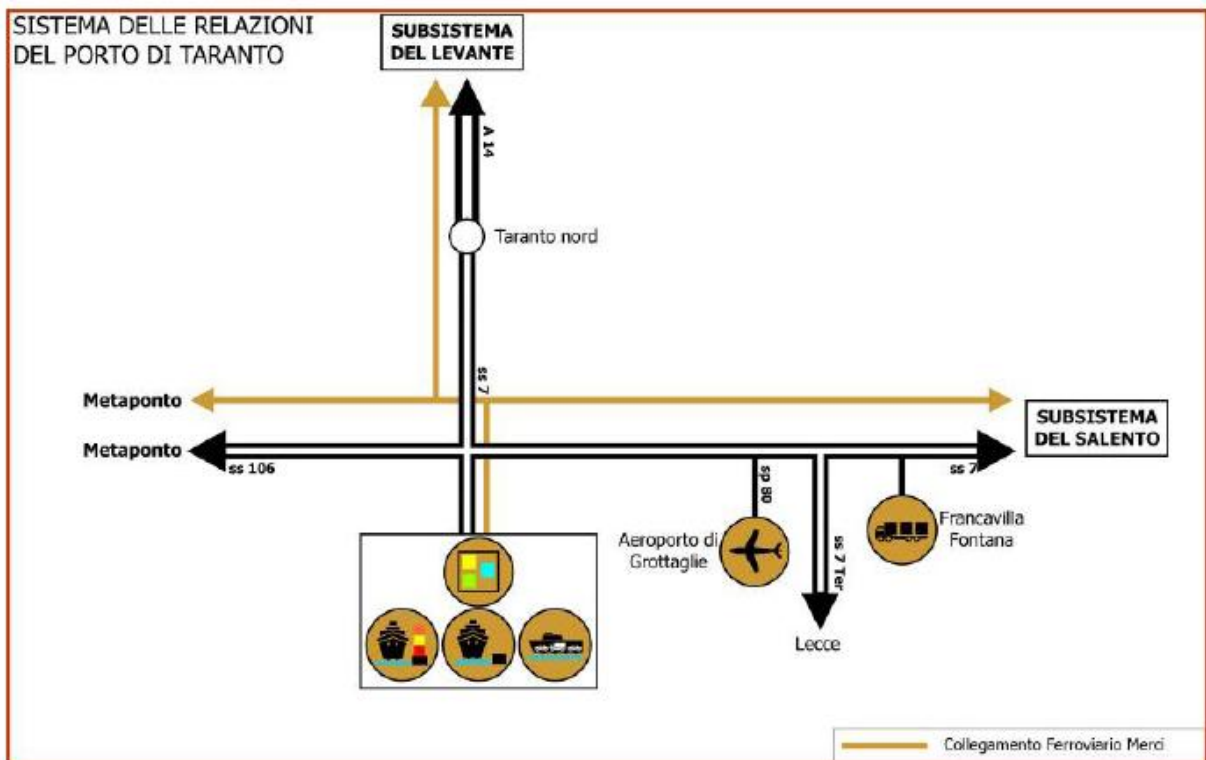 SISTEMA DELLE RELAZIONI
DEL PORTO DI TARANTO
SUBSISTEMA
DEL LEVANTE
A 14
Taranto nord
ss 7
Metaponto
SUBSISTEMA
DEL SALENTO
Metaponto
ss 106
sp 80
ss 7
Aeroporto di
Grottaglie
ss 7 Ter
Francavilla
Fontana
Lecce
Collegamento Ferroviario Merci